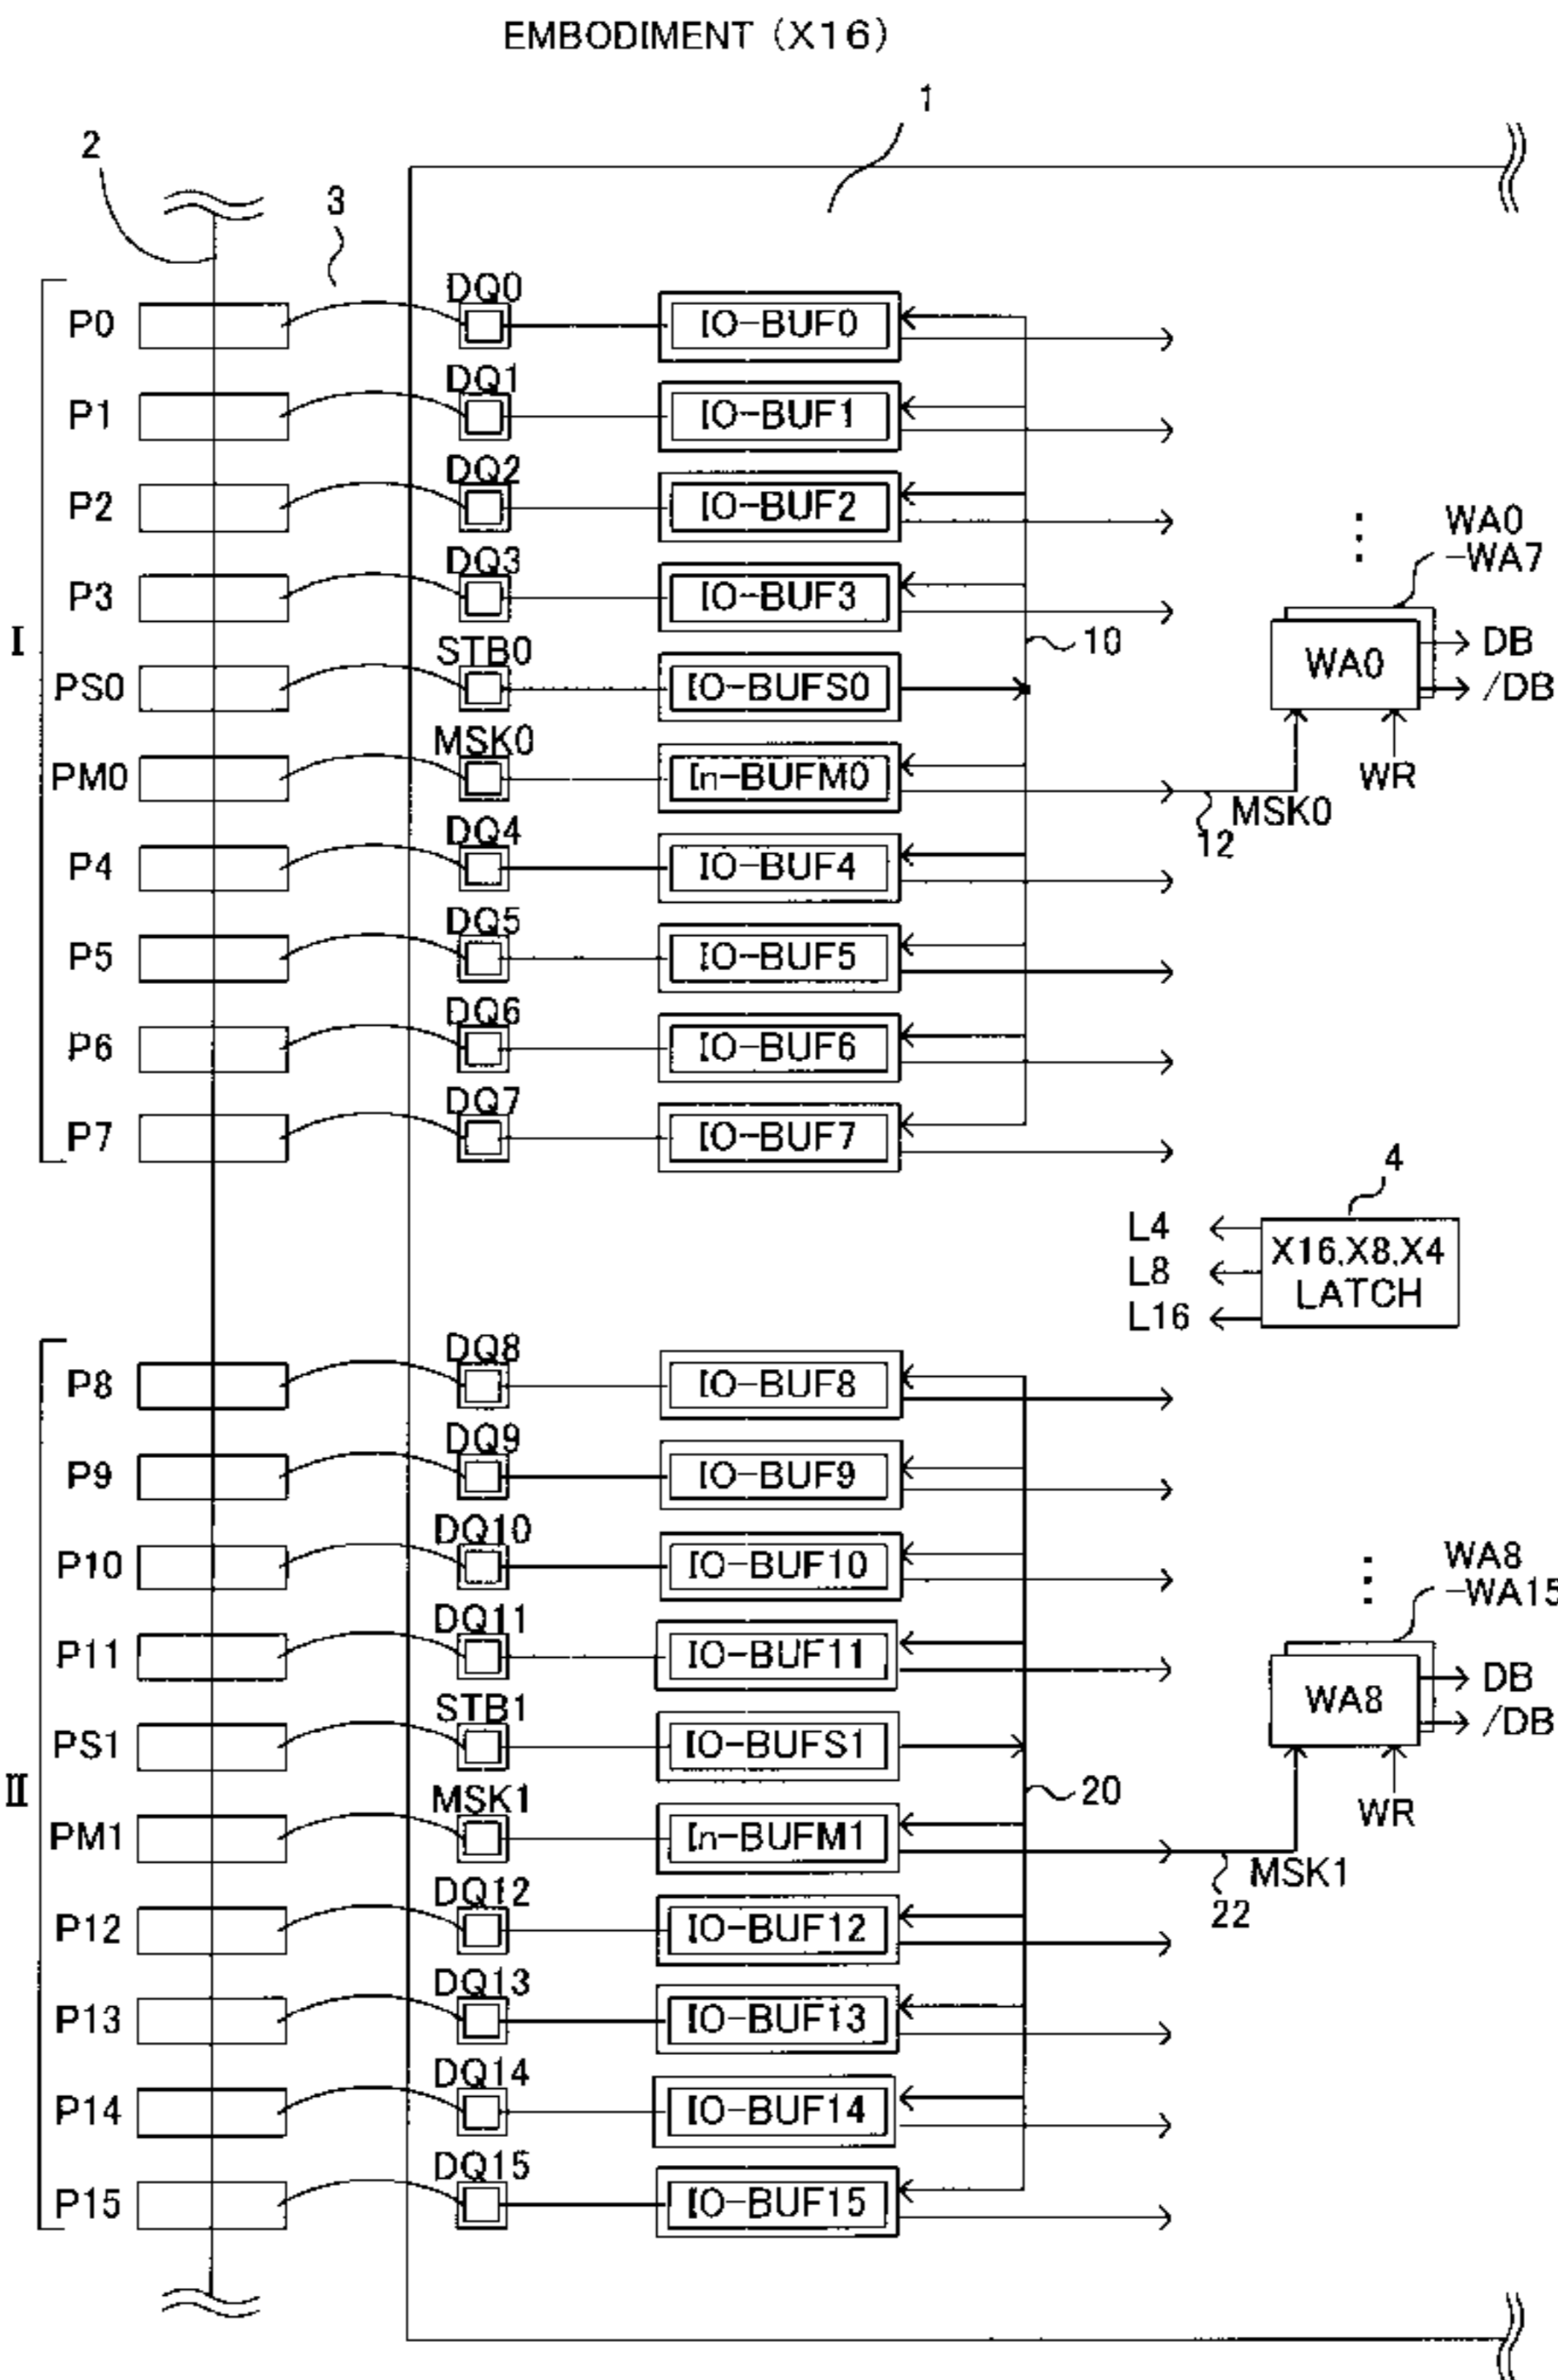 EMBODIMENT (X16)
1
2
3
I
P0 DQ0 IO-BUF0
P1 DQ1 IO-BUF1
P2 DQ2 IO-BUF2
WA0
-WA7
P3 DQ3 IO-BUF3
10
WA0 DB
/DB
PS0 STB0 IO-BUFS0
PM0 MSK0 In-BUFM0
WR
12 MSK0
P4 DQ4 IO-BUF4
P5 DQ5 IO-BUF5
P6 DQ6 IO-BUF6
P7 DQ7 IO-BUF7
4
L4
L8
L16
X16,X8,X4
LATCH
II
P8 DQ8 IO-BUF8
P9 DQ9 IO-BUF9
P10 DQ10 IO-BUF10
WA8
-WA15
P11 DQ11 IO-BUF11
WA8 DB
/DB
PS1 STB1 IO-BUFS1
20
WR
PM1 MSK1 In-BUFM1
22 MSK1
P12 DQ12 IO-BUF12
P13 DQ13 IO-BUF13
P14 DQ14 IO-BUF14
P15 DQ15 IO-BUF15